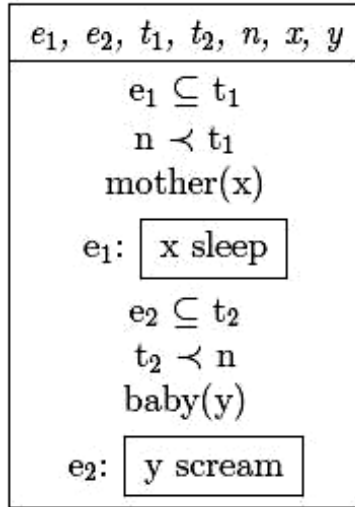 e₁, e₂, t₁, t₂, n, x, y
e₁ ⊆ t₁
n ≺ t₁
mother(x)
e₁: x sleep
e₂ ⊆ t₂
t₂ ≺ n
baby(y)
e₂: y scream